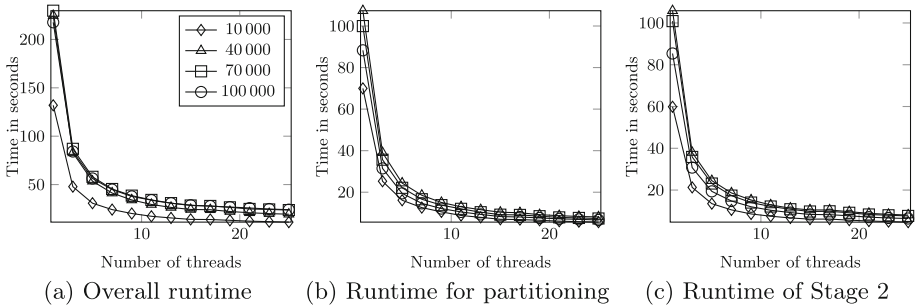 Time in seconds
200
150
100
50
10
20
Number of threads
10 000
40 000
70 000
100 000
(a) Overall runtime
Time in seconds
100
80
60
40
20
10
20
Number of threads
(b) Runtime for partitioning
Time in seconds
100
80
60
40
20
10
20
Number of threads
(c) Runtime of Stage 2